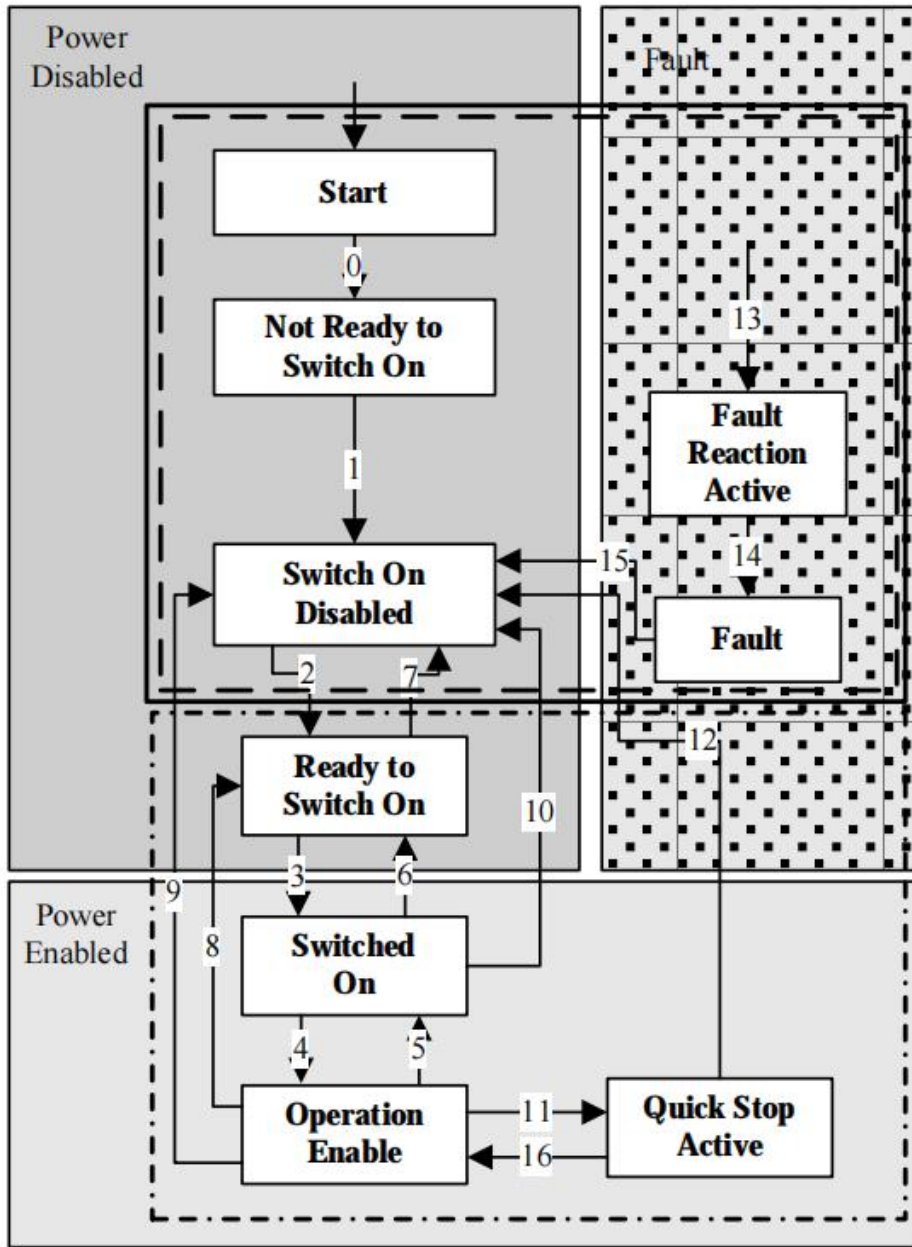 Power
Disabled
Fault
Start
0
Not Ready to
Switch On
13
Fault
Reaction
Active
1
Switch On
Disabled
15
14
Fault
2
7
12
Ready to
Switch On
10
3
6
9
8
Power
Enabled
Switched
On
4
5
Operation
Enable
11
16
Quick Stop
Active